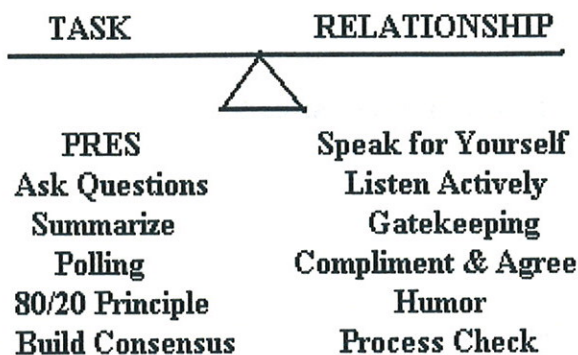 TASK RELATIONSHIP
PRES Speak for Yourself
Ask Questions Listen Actively
Summarize Gatekeeping
Polling Compliment & Agree
80/20 Principle Humor
Build Consensus Process Check